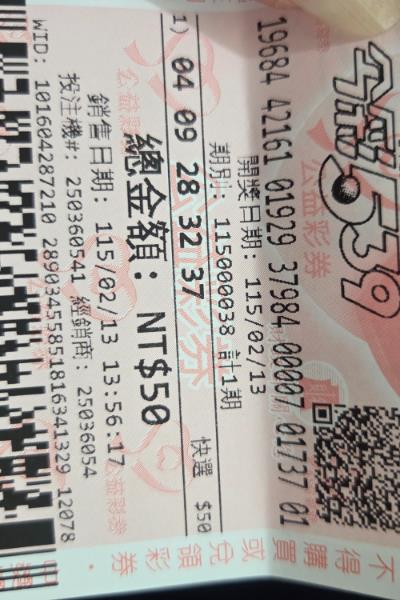 今彩539
19684 42161 01929 37984 00007 01737 01
開獎日期: 115/02/13
期別: 115000038 計1期
1) 04 09 28 32 37 快選 $50
總金額: NT$50
銷售日期: 115/02/13 13:56:17
投注機#: 250360541 經銷商: 25036054
WID: 101604287210 28903455851816341329 12078
公益彩券
不得購買或兌領彩券。